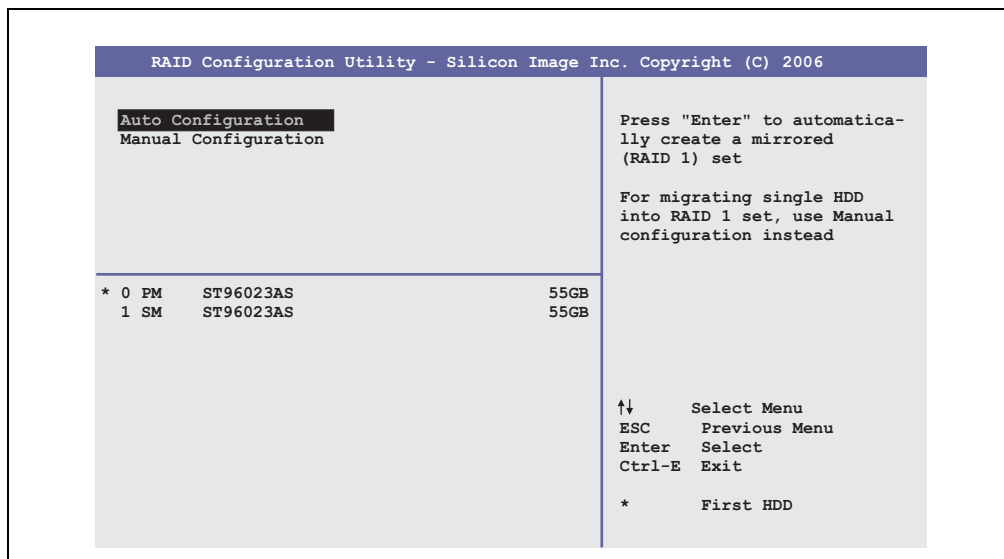 RAID Configuration Utility - Silicon Image Inc. Copyright (C) 2006
Auto Configuration
Manual Configuration
* 0 PM ST96023AS 55GB
1 SM ST96023AS 55GB
Press "Enter" to automatica-
lly create a mirrored
(RAID 1) set
For migrating single HDD
into RAID 1 set, use Manual
configuration instead
↑↓ Select Menu
ESC Previous Menu
Enter Select
Ctrl-E Exit
* First HDD